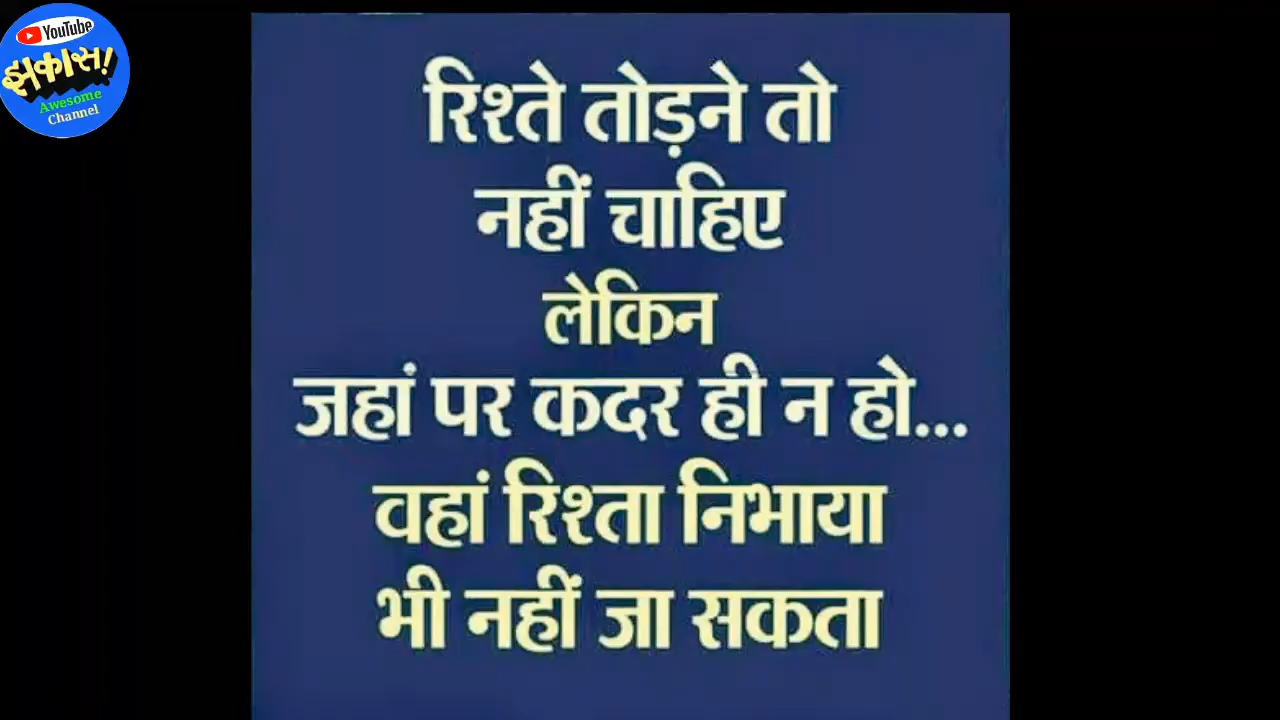 YouTube
झकास!
Awesome
Channel
रिश्ते तोड़ने तो
नहीं चाहिए
लेकिन
जहां पर कदर ही न हो...
वहां रिश्ता निभाया
भी नहीं जा सकता